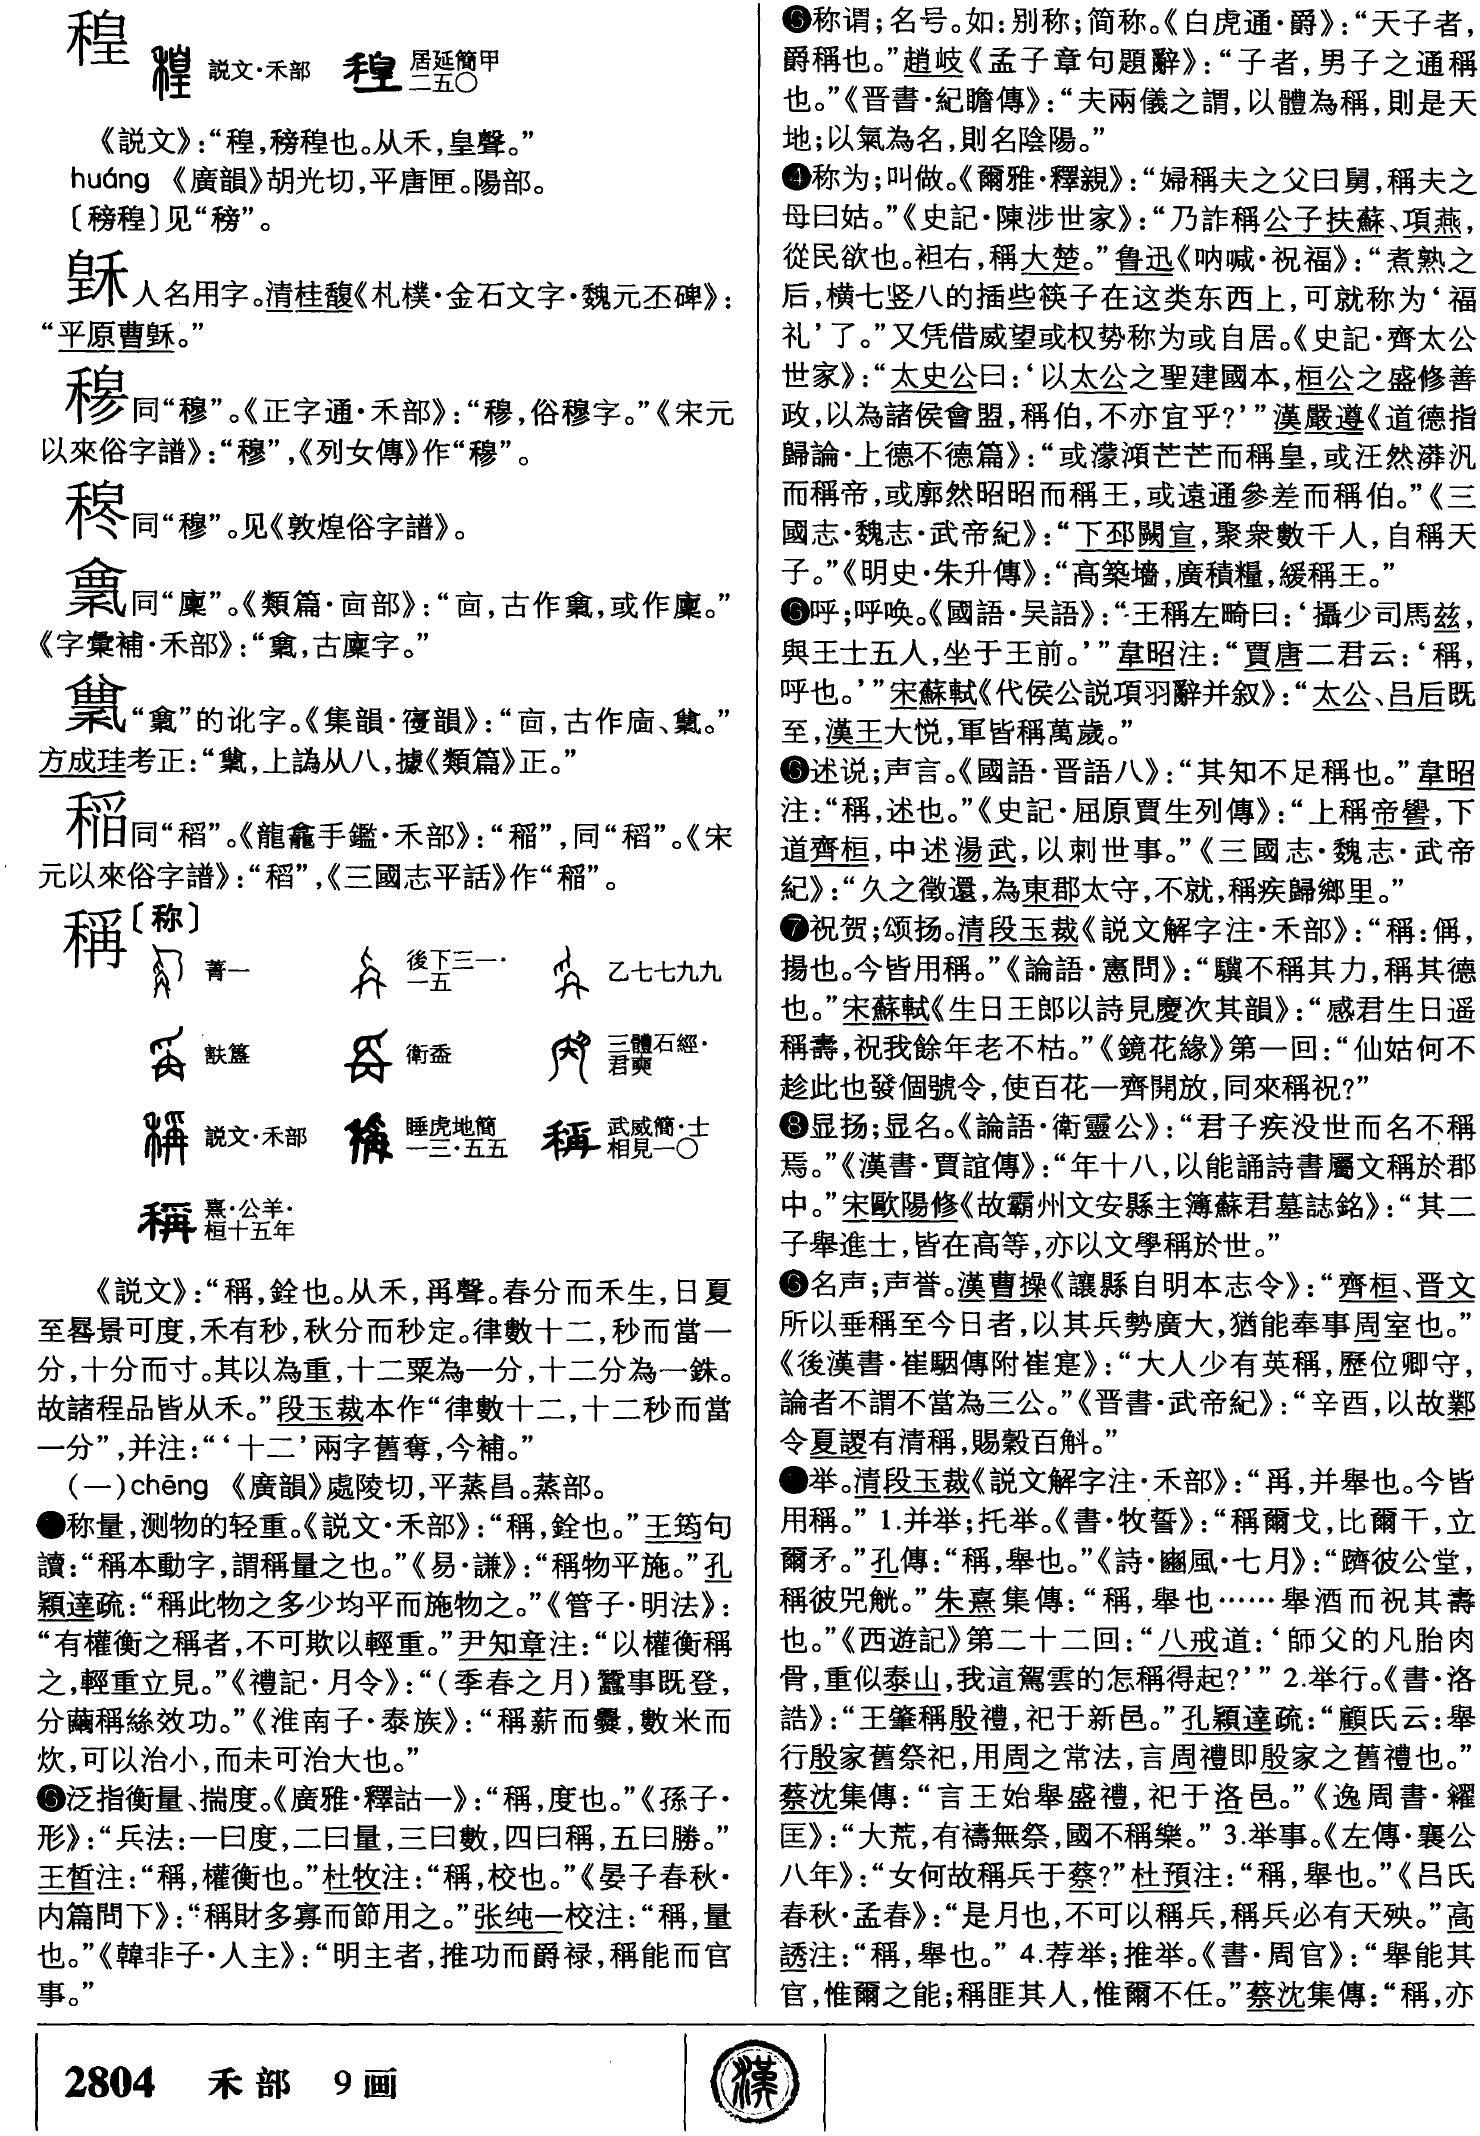 䅣
説文·禾部
居延簡甲
二五〇
《説文》：“䅣，䅭䅣也。从禾，皇聲。”
huáng 《廣韻》胡光切，平唐匣。陽部。
〔䅭䅣〕见“䅭”。
人名用字。清桂馥《札樸·金石文字·魏元丕碑》：
“平原曹。”
同“穆”。《正字通·禾部》：“穆，俗穆字。”《宋元
以來俗字譜》：“穆”，《列女傳》作“穆”。
同“穆”。见《敦煌俗字譜》。
同“廩”。《類篇·㐭部》：“㐭，古作，或作廩。”
《字彙補·禾部》：“，古廩字。”
“”的讹字。《集韻·𡪢韻》：“㐭，古作㐭、。”
方成珪考正：“，上譌从八，據《類篇》正。”
稲同“稻”。《龍龕手鑑·禾部》：“稲”，同“稻”。《宋
元以來俗字譜》：“稻”，《三國志平話》作“稲”。
稱〔称〕
菁一
後下三一·
一五
乙七七九九
㝬簋
衛盉
三體石經·
君奭
説文·禾部
睡虎地簡
一三·五五
武威簡·士
相見一〇
熹·公羊·
桓十五年
《説文》：“稱，銓也。从禾，爯聲。春分而禾生，日夏
至晷景可度，禾有秒，秋分而秒定。律數十二，秒而當一
分，十分而寸。其以為重，十二粟為一分，十二分為一銖。
故諸程品皆从禾。”段玉裁本作“律數十二，十二秒而當
一分”，并注：“‘十二’兩字舊奪，今補。”
（一）chēng 《廣韻》處陵切，平蒸昌。蒸部。
称量，测物的轻重。《説文·禾部》：“稱，銓也。”王筠句
讀：“稱本動字，謂稱量之也。”《易·謙》：“稱物平施。”孔
穎達疏：“稱此物之多少均平而施物之。”《管子·明法》：
“有權衡之稱者，不可欺以輕重。”尹知章注：“以權衡稱
之，輕重立見。”《禮記·月令》：“（季春之月）蠶事既登，
分繭稱絲效功。”《淮南子·泰族》：“稱薪而爨，數米而
炊，可以治小，而未可治大也。”
❻泛指衡量、揣度。《廣雅·釋詁一》：“稱，度也。”《孫子·
形》：“兵法：一曰度，二曰量，三曰數，四曰稱，五曰勝。”
王晳注：“稱，權衡也。”杜牧注：“稱，校也。”《晏子春秋·
内篇問下》：“稱財多寡而節用之。”张纯一校注：“稱，量
也。”《韓非子·人主》：“明主者，推功而爵禄，稱能而官
事。”
❻称谓；名号。如：别称；简称。《白虎通·爵》：“天子者，
爵稱也。”趙岐《孟子章句題辭》：“子者，男子之通稱
也。”《晋書·紀瞻傳》：“夫兩儀之謂，以體為稱，則是天
地；以氣為名，則名陰陽。”
❹称为；叫做。《爾雅·釋親》：“婦稱夫之父曰舅，稱夫之
母曰姑。”《史記·陳涉世家》：“乃詐稱公子扶蘇、項燕，
從民欲也。袒右，稱大楚。”鲁迅《呐喊·祝福》：“煮熟之
后，横七竖八的插些筷子在这类东西上，可就称为‘福
礼’了。”又凭借威望或权势称为或自居。《史記·齊太公
世家》：“太史公曰：‘以太公之聖建國本，桓公之盛修善
政，以為諸侯會盟，稱伯，不亦宜乎？’”漢嚴遵《道德指
歸論·上德不德篇》：“或濛澒芒芒而稱皇，或汪然漭汎
而稱帝，或廓然昭昭而稱王，或遠通參差而稱伯。”《三
國志·魏志·武帝紀》：“下邳闕宣，聚衆數千人，自稱天
子。”《明史·朱升傳》：“高築墻，廣積糧，緩稱王。”
❻呼；呼唤。《國語·吴語》：“王稱左畸曰：‘攝少司馬兹，
與王士五人，坐于王前。’”韋昭注：“賈唐二君云：‘稱，
呼也。’”宋蘇軾《代侯公説項羽辭并叙》：“太公、吕后既
至，漢王大悦，軍皆稱萬歲。”
❻述说；声言。《國語·晋語八》：“其知不足稱也。”韋昭
注：“稱，述也。”《史記·屈原賈生列傳》：“上稱帝嚳，下
道齊桓，中述湯武，以刺世事。”《三國志·魏志·武帝
紀》：“久之徵還，為東郡太守，不就，稱疾歸鄉里。”
❼祝贺；颂扬。清段玉裁《説文解字注·禾部》：“稱：偁，
揚也。今皆用稱。”《論語·憲問》：“驥不稱其力，稱其德
也。”宋蘇軾《生日王郎以詩見慶次其韻》：“感君生日遥
稱壽，祝我餘年老不枯。”《鏡花緣》第一回：“仙姑何不
趁此也發個號令，使百花一齊開放，同來稱祝？”
❽显扬；显名。《論語·衛靈公》：“君子疾没世而名不稱
焉。”《漢書·賈誼傳》：“年十八，以能誦詩書屬文稱於郡
中。”宋歐陽修《故霸州文安縣主簿蘇君墓誌銘》：“其二
子舉進士，皆在高等，亦以文學稱於世。”
❻名声；声誉。漢曹操《讓縣自明本志令》：“齊桓、晋文
所以垂稱至今日者，以其兵勢廣大，猶能奉事周室也。”
《後漢書·崔駰傳附崔寔》：“大人少有英稱，歷位卿守，
論者不謂不當為三公。”《晋書·武帝紀》：“辛酉，以故鄴
令夏謖有清稱，賜穀百斛。”
举。清段玉裁《説文解字注·禾部》：“爯，并舉也。今皆
用稱。” 1.并举；托举。《書·牧誓》：“稱爾戈，比爾干，立
爾矛。”孔傳：“稱，舉也。”《詩·豳風·七月》：“躋彼公堂，
稱彼兕觥。”朱熹集傳：“稱，舉也……舉酒而祝其壽
也。”《西遊記》第二十二回：“八戒道：‘師父的凡胎肉
骨，重似泰山，我這駕雲的怎稱得起？’” 2.举行。《書·洛
誥》：“王肇稱殷禮，祀于新邑。”孔穎達疏：“顧氏云：舉
行殷家舊祭祀，用周之常法，言周禮即殷家之舊禮也。”
蔡沈集傳：“言王始舉盛禮，祀于洛邑。”《逸周書·糴
匡》：“大荒，有禱無祭，國不稱樂。” 3.举事。《左傳·襄公
八年》：“女何故稱兵于蔡？”杜預注：“稱，舉也。”《吕氏
春秋·孟春》：“是月也，不可以稱兵，稱兵必有天殃。”高
誘注：“稱，舉也。” 4.荐举；推举。《書·周官》：“舉能其
官，惟爾之能；稱匪其人，惟爾不任。”蔡沈集傳：“稱，亦
2804 禾部 9画
漢